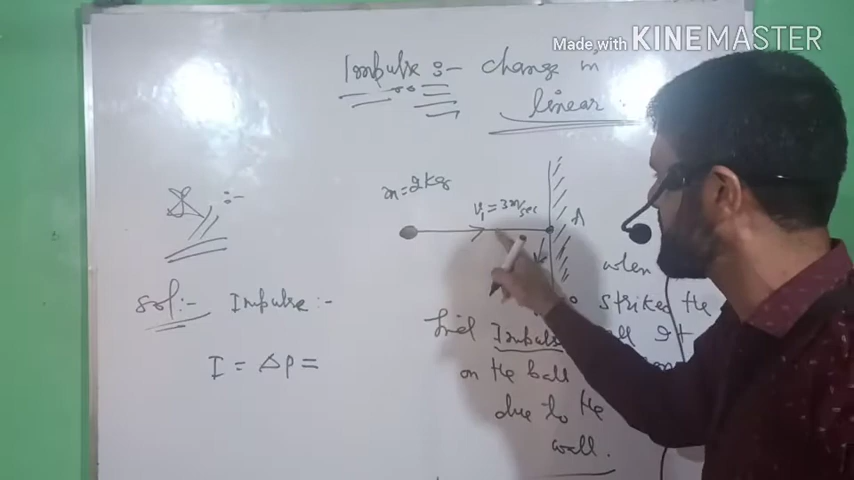 Made with KINEMASTER
Impulse :- change in
linear
m=2kg
V₁=3m/sec
A
:-
when
Sol:- Impulse :-
strikes the
find Impulse
It
I = Δp =
on the ball
due to the
wall.